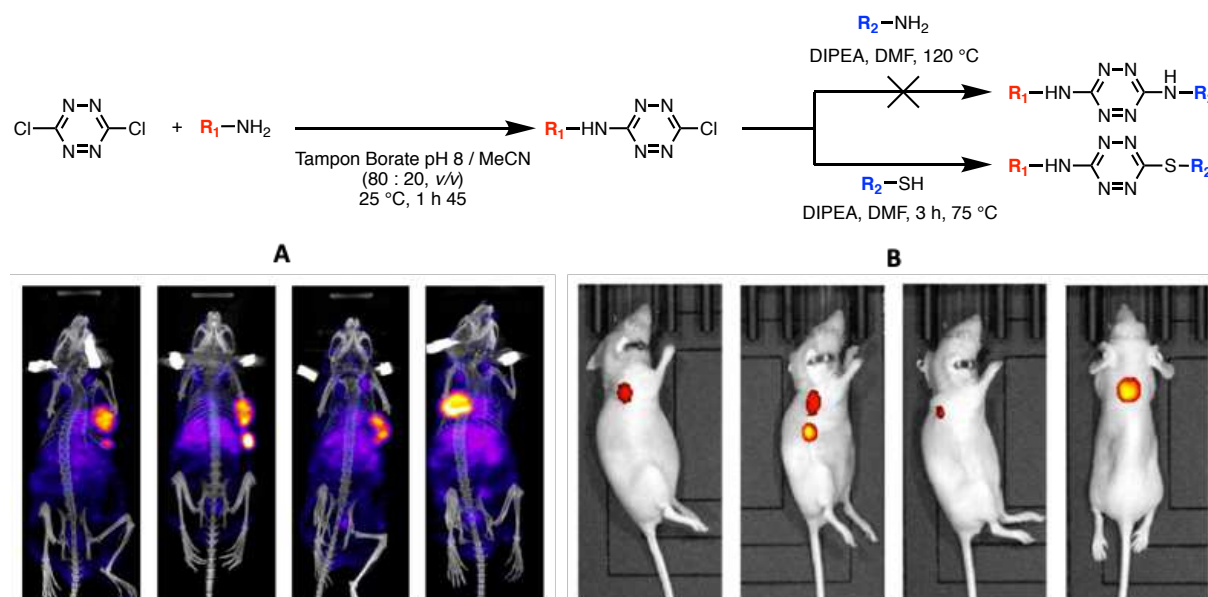 R₂–NH₂
DIPEA, DMF, 120 °C
Cl N N N N Cl + R₁–NH₂
R₁–HN N N N N Cl
R₁–HN N N N N H N R₂
Tampon Borate pH 8 / MeCN
(80 : 20, v/v)
25 °C, 1 h 45
R₂–SH
DIPEA, DMF, 3 h, 75 °C
R₁–HN N N N N S–R₂
A
B